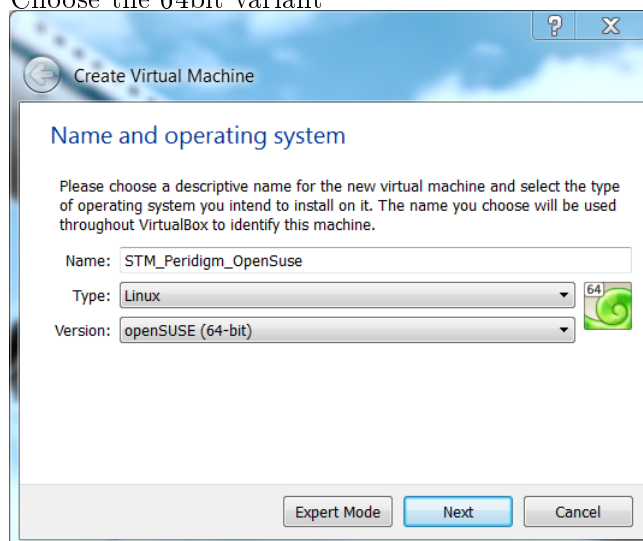 Choose the 64bit variant
Create Virtual Machine
Name and operating system
Please choose a descriptive name for the new virtual machine and select the type
of operating system you intend to install on it. The name you choose will be used
throughout VirtualBox to identify this machine.
Name: STM_Peridigm_OpenSuse
Type: Linux
64
Version: openSUSE (64-bit)
Expert Mode Next Cancel